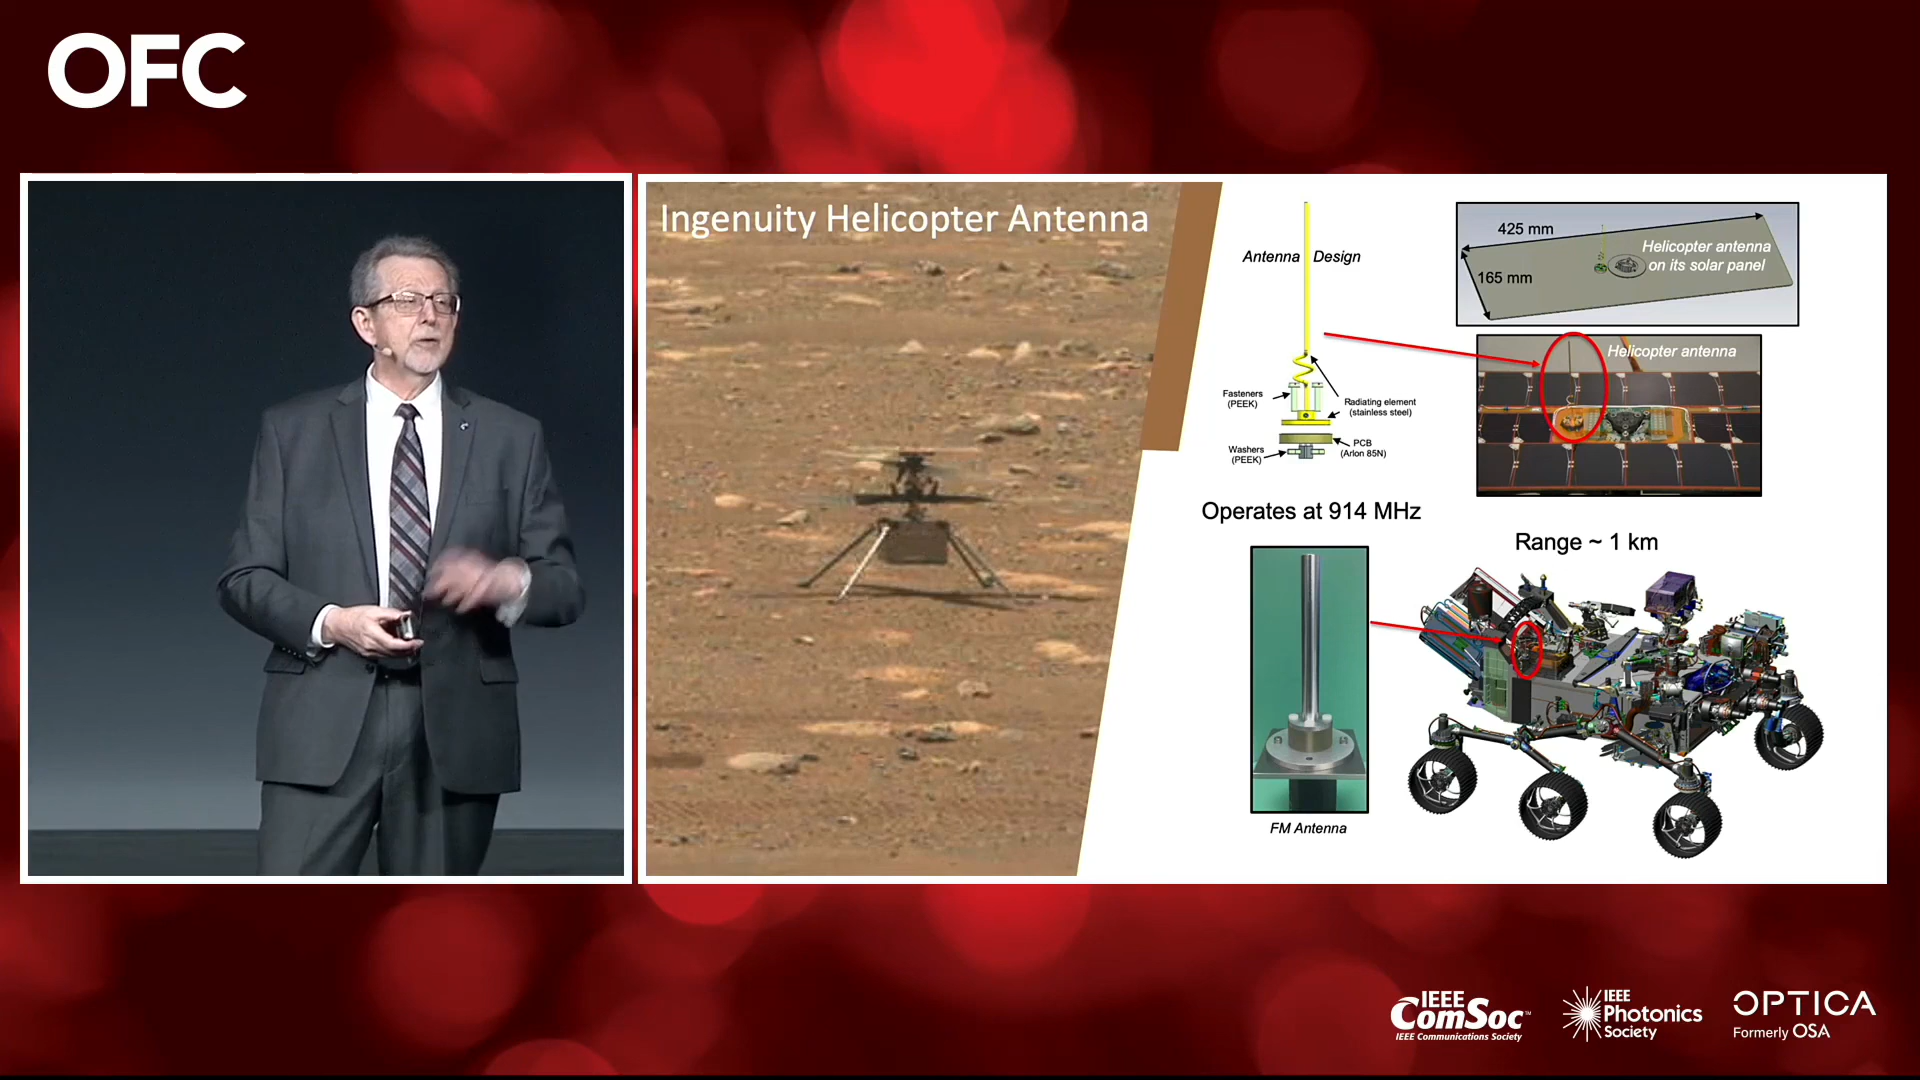 OFC
Ingenuity Helicopter Antenna
Antenna Design
Fasteners
(PEEK)
Radiating element
(stainless steel)
Washers
(PEEK)
PCB
(Arlon 85N)
425 mm
165 mm
Helicopter antenna
on its solar panel
Helicopter antenna
Operates at 914 MHz
Range ~ 1 km
FM Antenna
IEEE
ComSoc™
IEEE Communications Society
IEEE
Photonics
Society
OPTICA
Formerly OSA